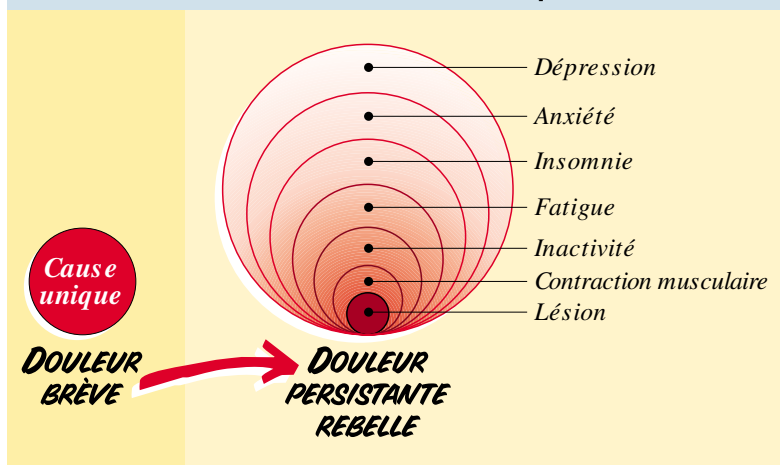 Dépression
Anxiété
Insomnie
Fatigue
Inactivité
Contraction musculaire
Lésion
Cause
unique
DOULEUR
BRÈVE
DOULEUR
PERSISTANTE
REBELLE